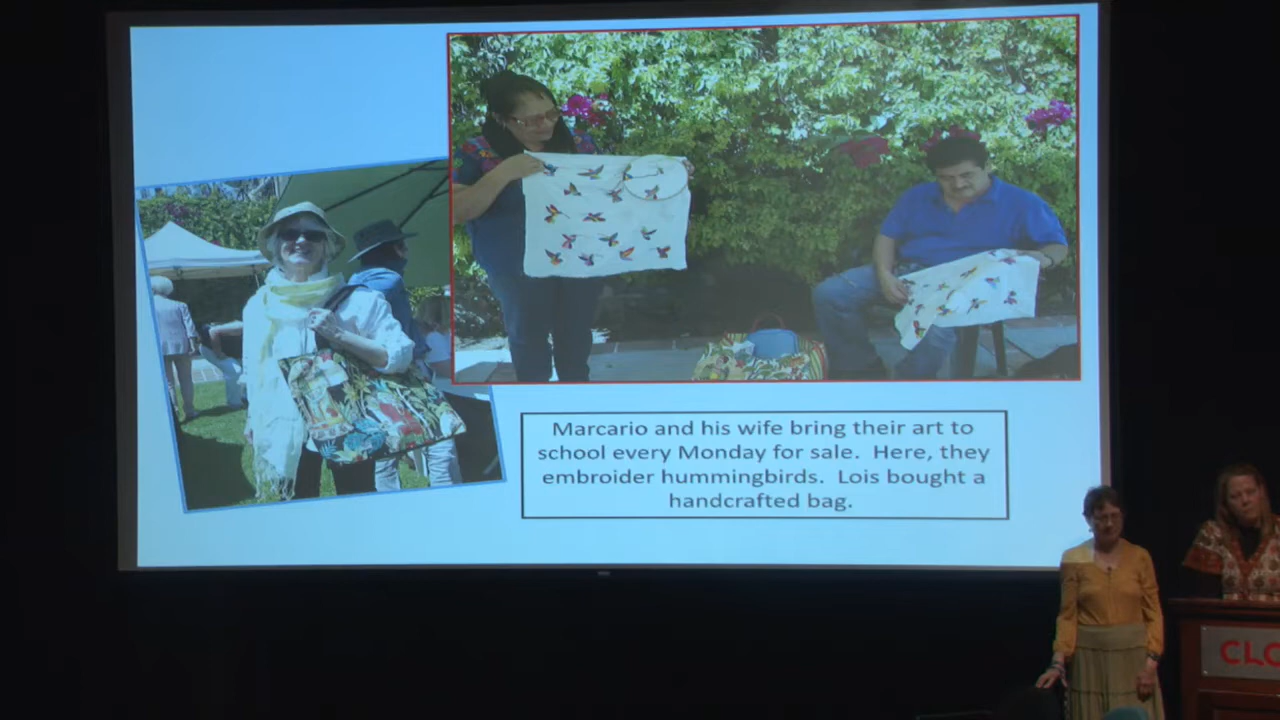 Marcario and his wife bring their art to
school every Monday for sale. Here, they
embroider hummingbirds. Lois bought a
handcrafted bag.
CLC